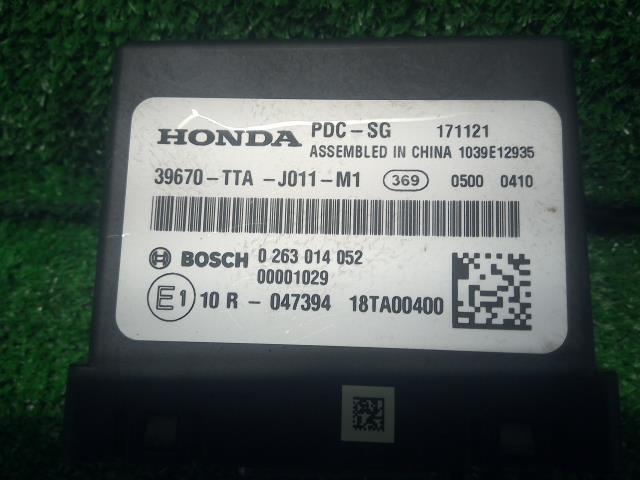 HONDA PDC-SG 171121
ASSEMBLED IN CHINA 1039E12935
39670-TTA -J011-M1 369 0500 0410
BOSCH 0 263 014 052
00001029
E1 10 R - 047394 18TA00400